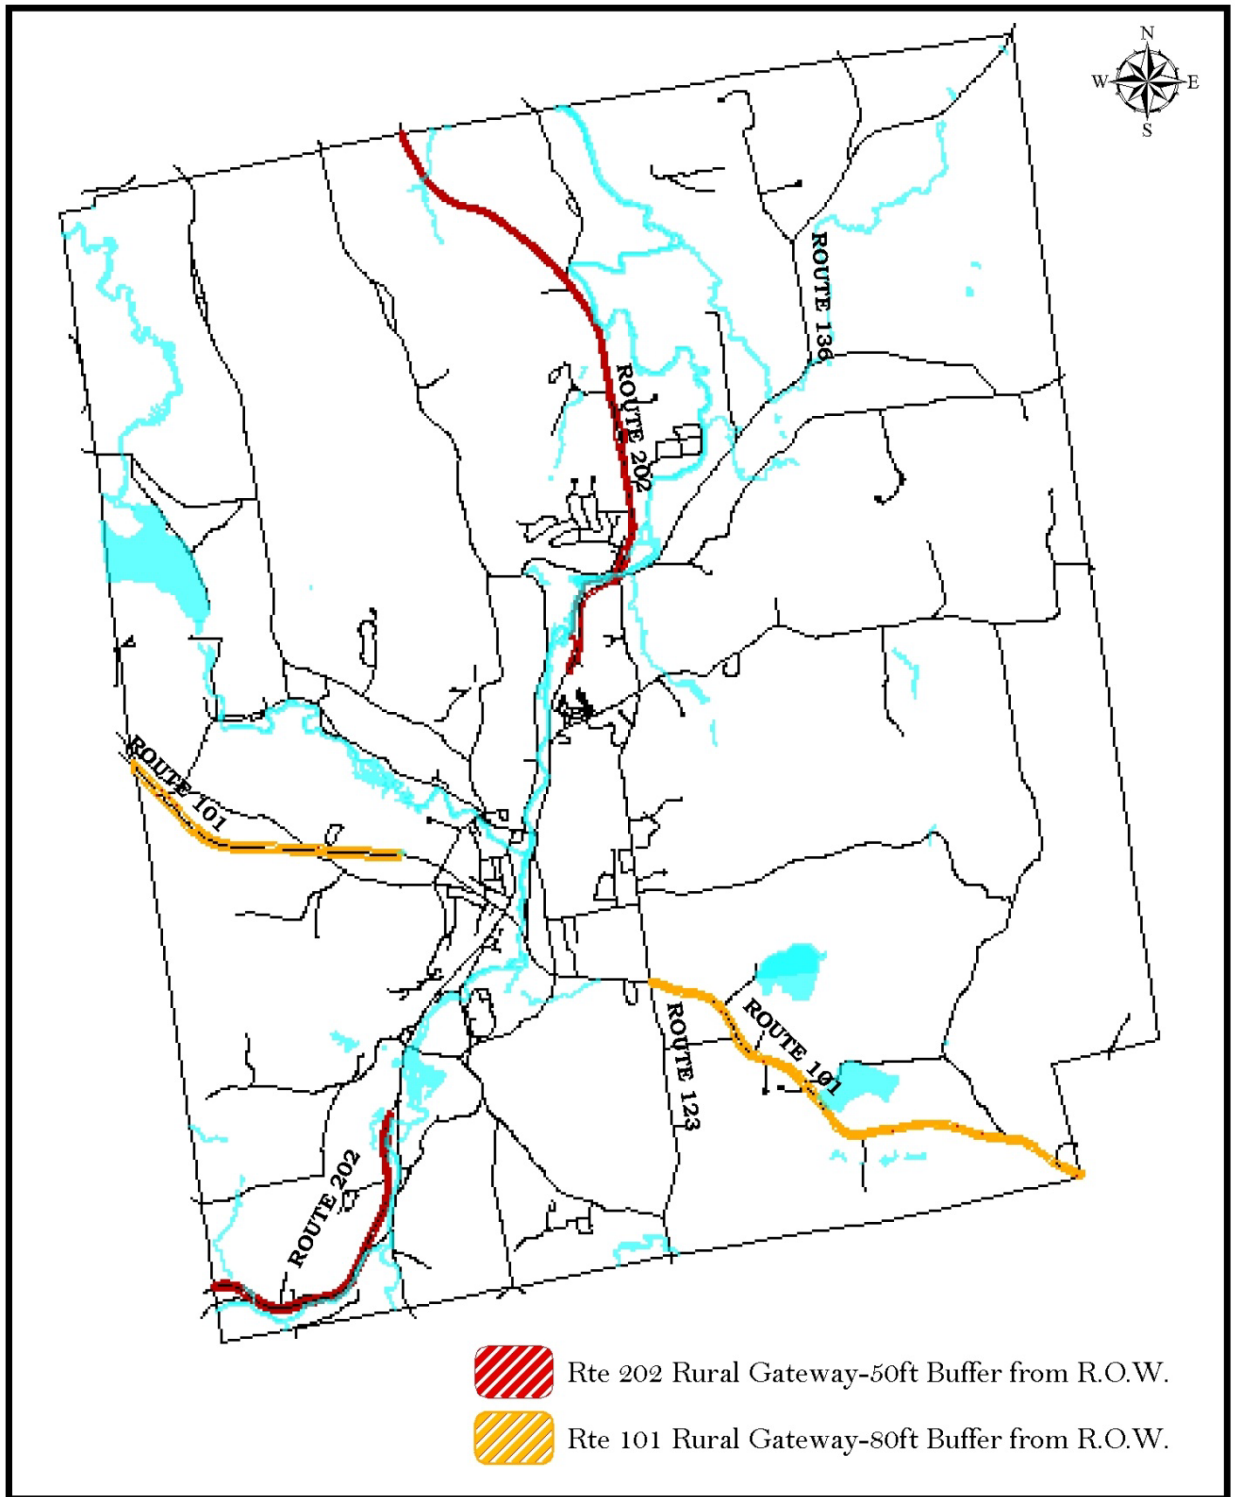 N
W E
S
ROUTE 136
ROUTE 202
ROUTE 101
ROUTE 101
ROUTE 123
ROUTE 202
Rte 202 Rural Gateway-50ft Buffer from R.O.W.
Rte 101 Rural Gateway-80ft Buffer from R.O.W.